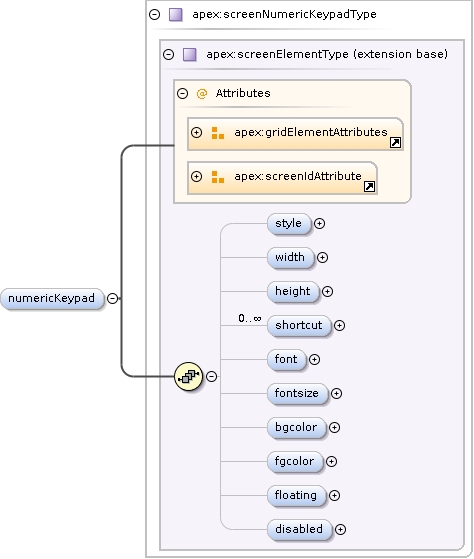 apex:screenNumericKeypadType
apex:screenElementType (extension base)
@ Attributes
apex:gridElementAttributes
apex:screenIdAttribute
style
width
height
0..∞ shortcut
numericKeypad
font
fontsize
bgcolor
fgcolor
floating
disabled